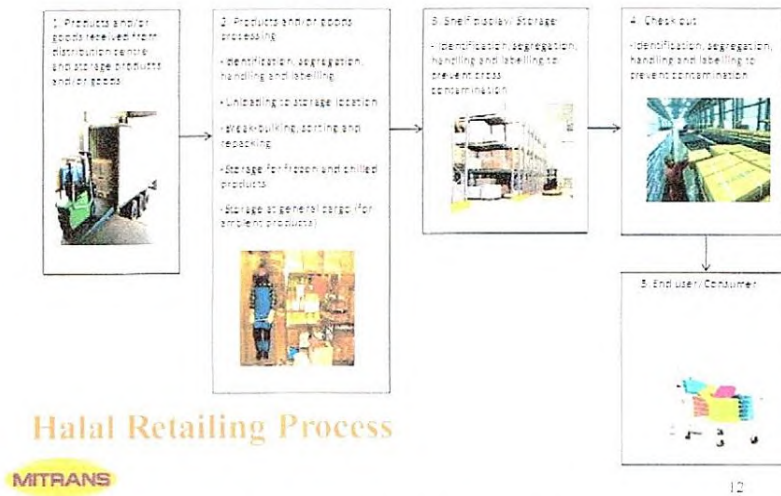 1. Products and/or
goods received from
distribution centre
and storage products
and/or goods
2. Products and/or goods
processing
-Identification, segregation,
handling and labelling
-Unloading to storage location
-Break-bulking, sorting and
repacking
-Storage for frozen and chilled
products
-Storage at general cargo (for
ambient products)
3. Shelf display/ Storage
- Identification, segregation,
handling and labelling to
prevent cross
contamination
4. Check out
-Identification, segregation,
handling and labelling to
prevent contamination
5. End user/ Consumer
Halal Retailing Process
MITRANS
12